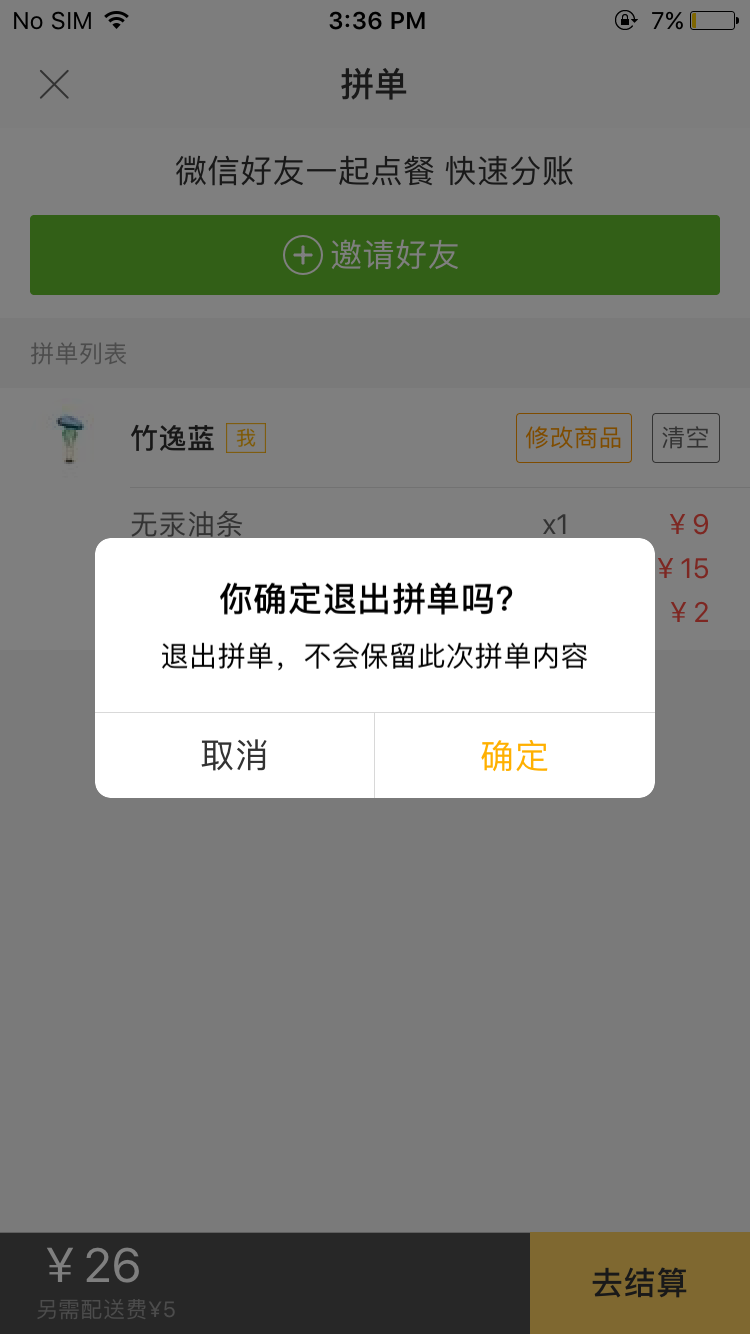 No SIM 3:36 PM 7%
拼单
微信好友一起点餐 快速分账
邀请好友
拼单列表
竹逸蓝 我 修改商品 清空
无汞油条 x1 ¥ 9
¥ 15
¥ 2
你确定退出拼单吗?
退出拼单，不会保留此次拼单内容
取消 确定
¥ 26
另需配送费¥5
去结算